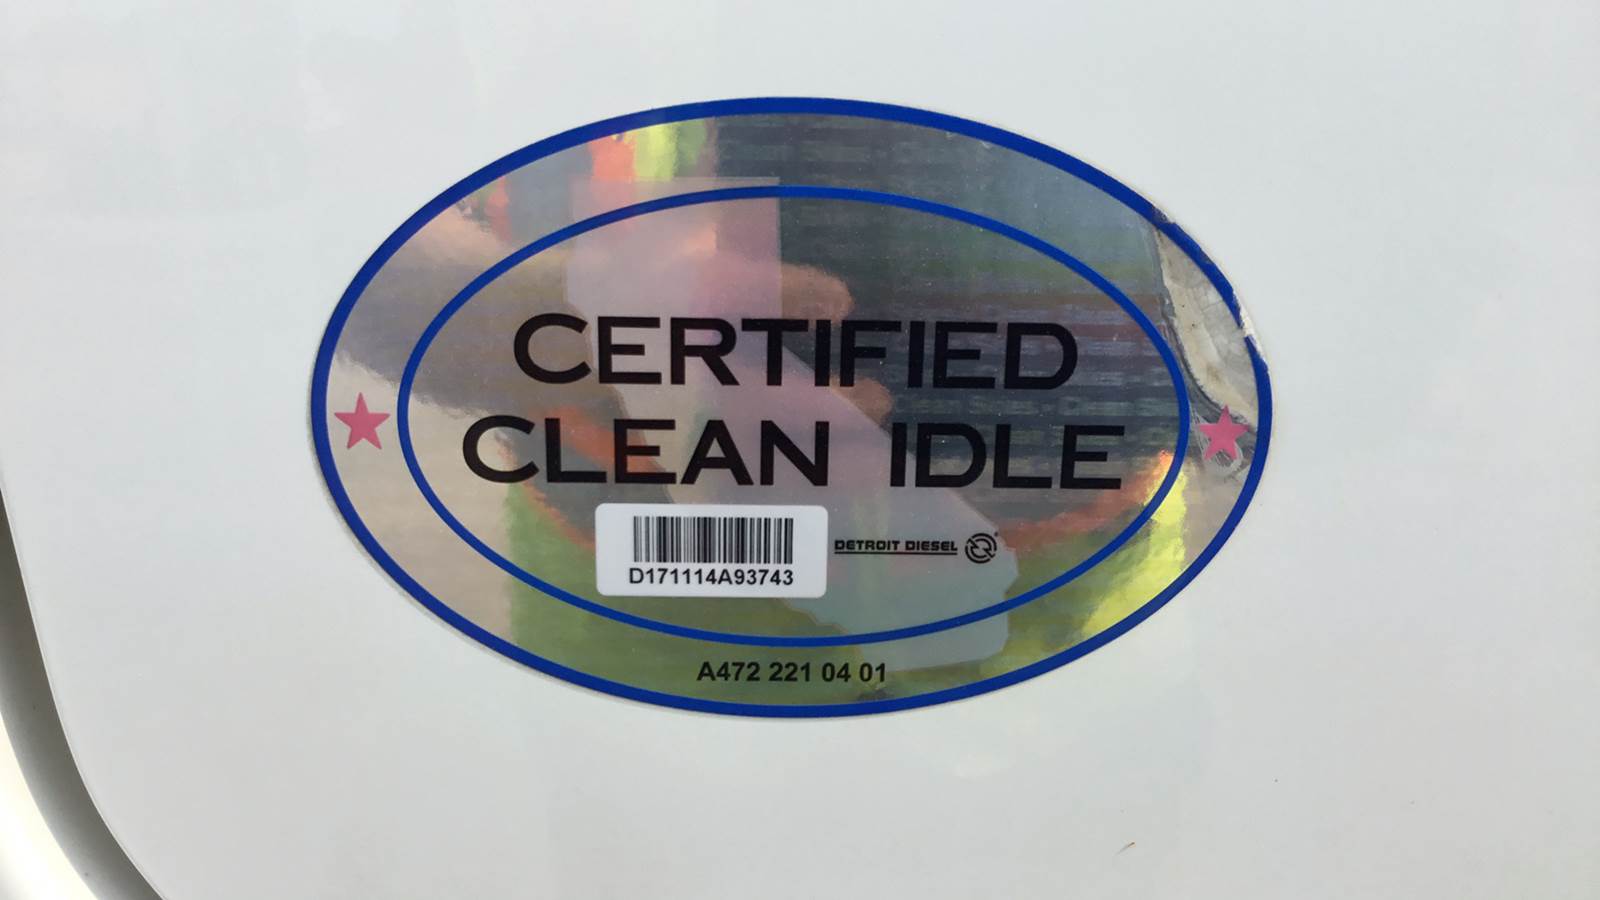 CERTIFIED
CLEAN IDLE
DETROIT DIESEL
D171114A93743
A472 221 04 01